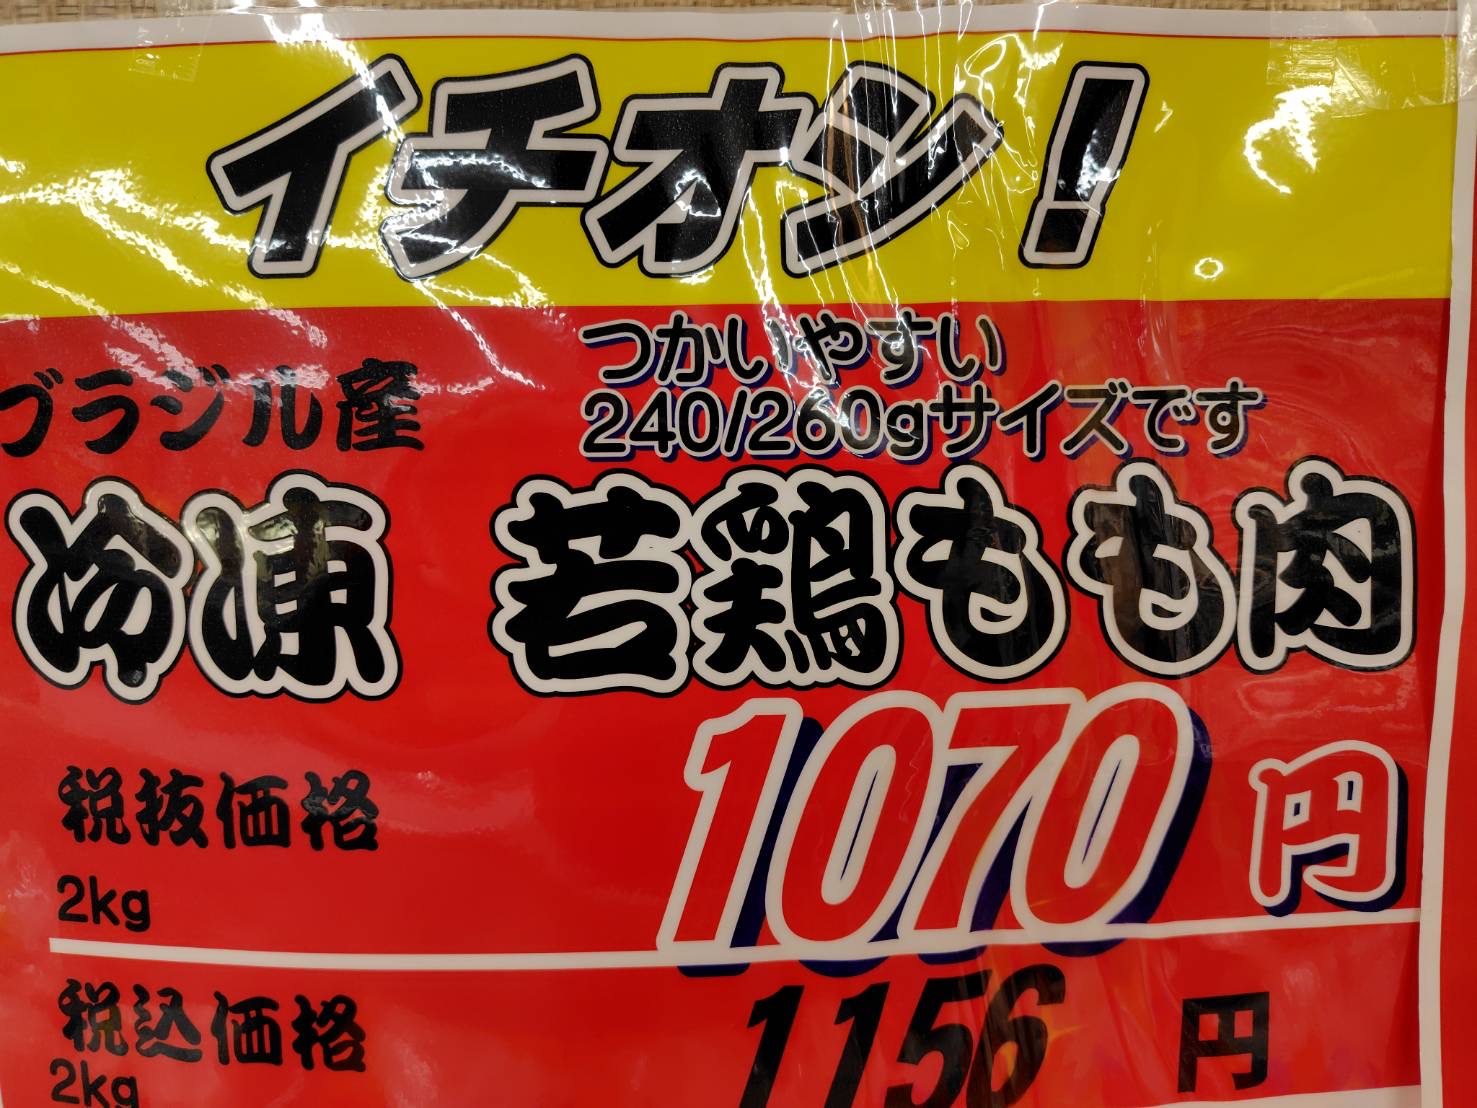 イチオシ!
つかいやすい
ブラジル産 240/260gサイズです
冷凍 若鶏もも肉
税抜価格 1070円
2kg
税込価格 1156円
2kg